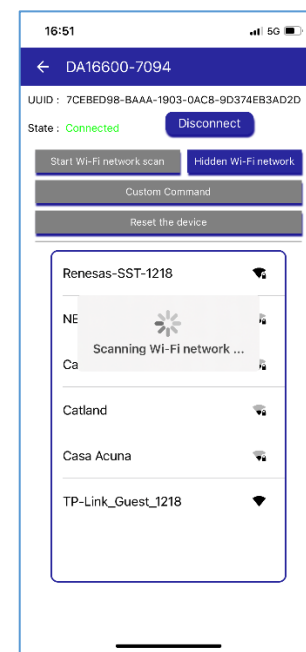 16:51 5G
← DA16600-7094
UUID : 7CEBED98-BAAA-1903-0AC8-9D374EB3AD2D
State : Connected Disconnect
Start Wi-Fi network scan Hidden Wi-Fi network
Custom Command
Reset the device
Renesas-SST-1218
NE
Scanning Wi-Fi network ...
Ca
Catland
Casa Acuna
TP-Link_Guest_1218